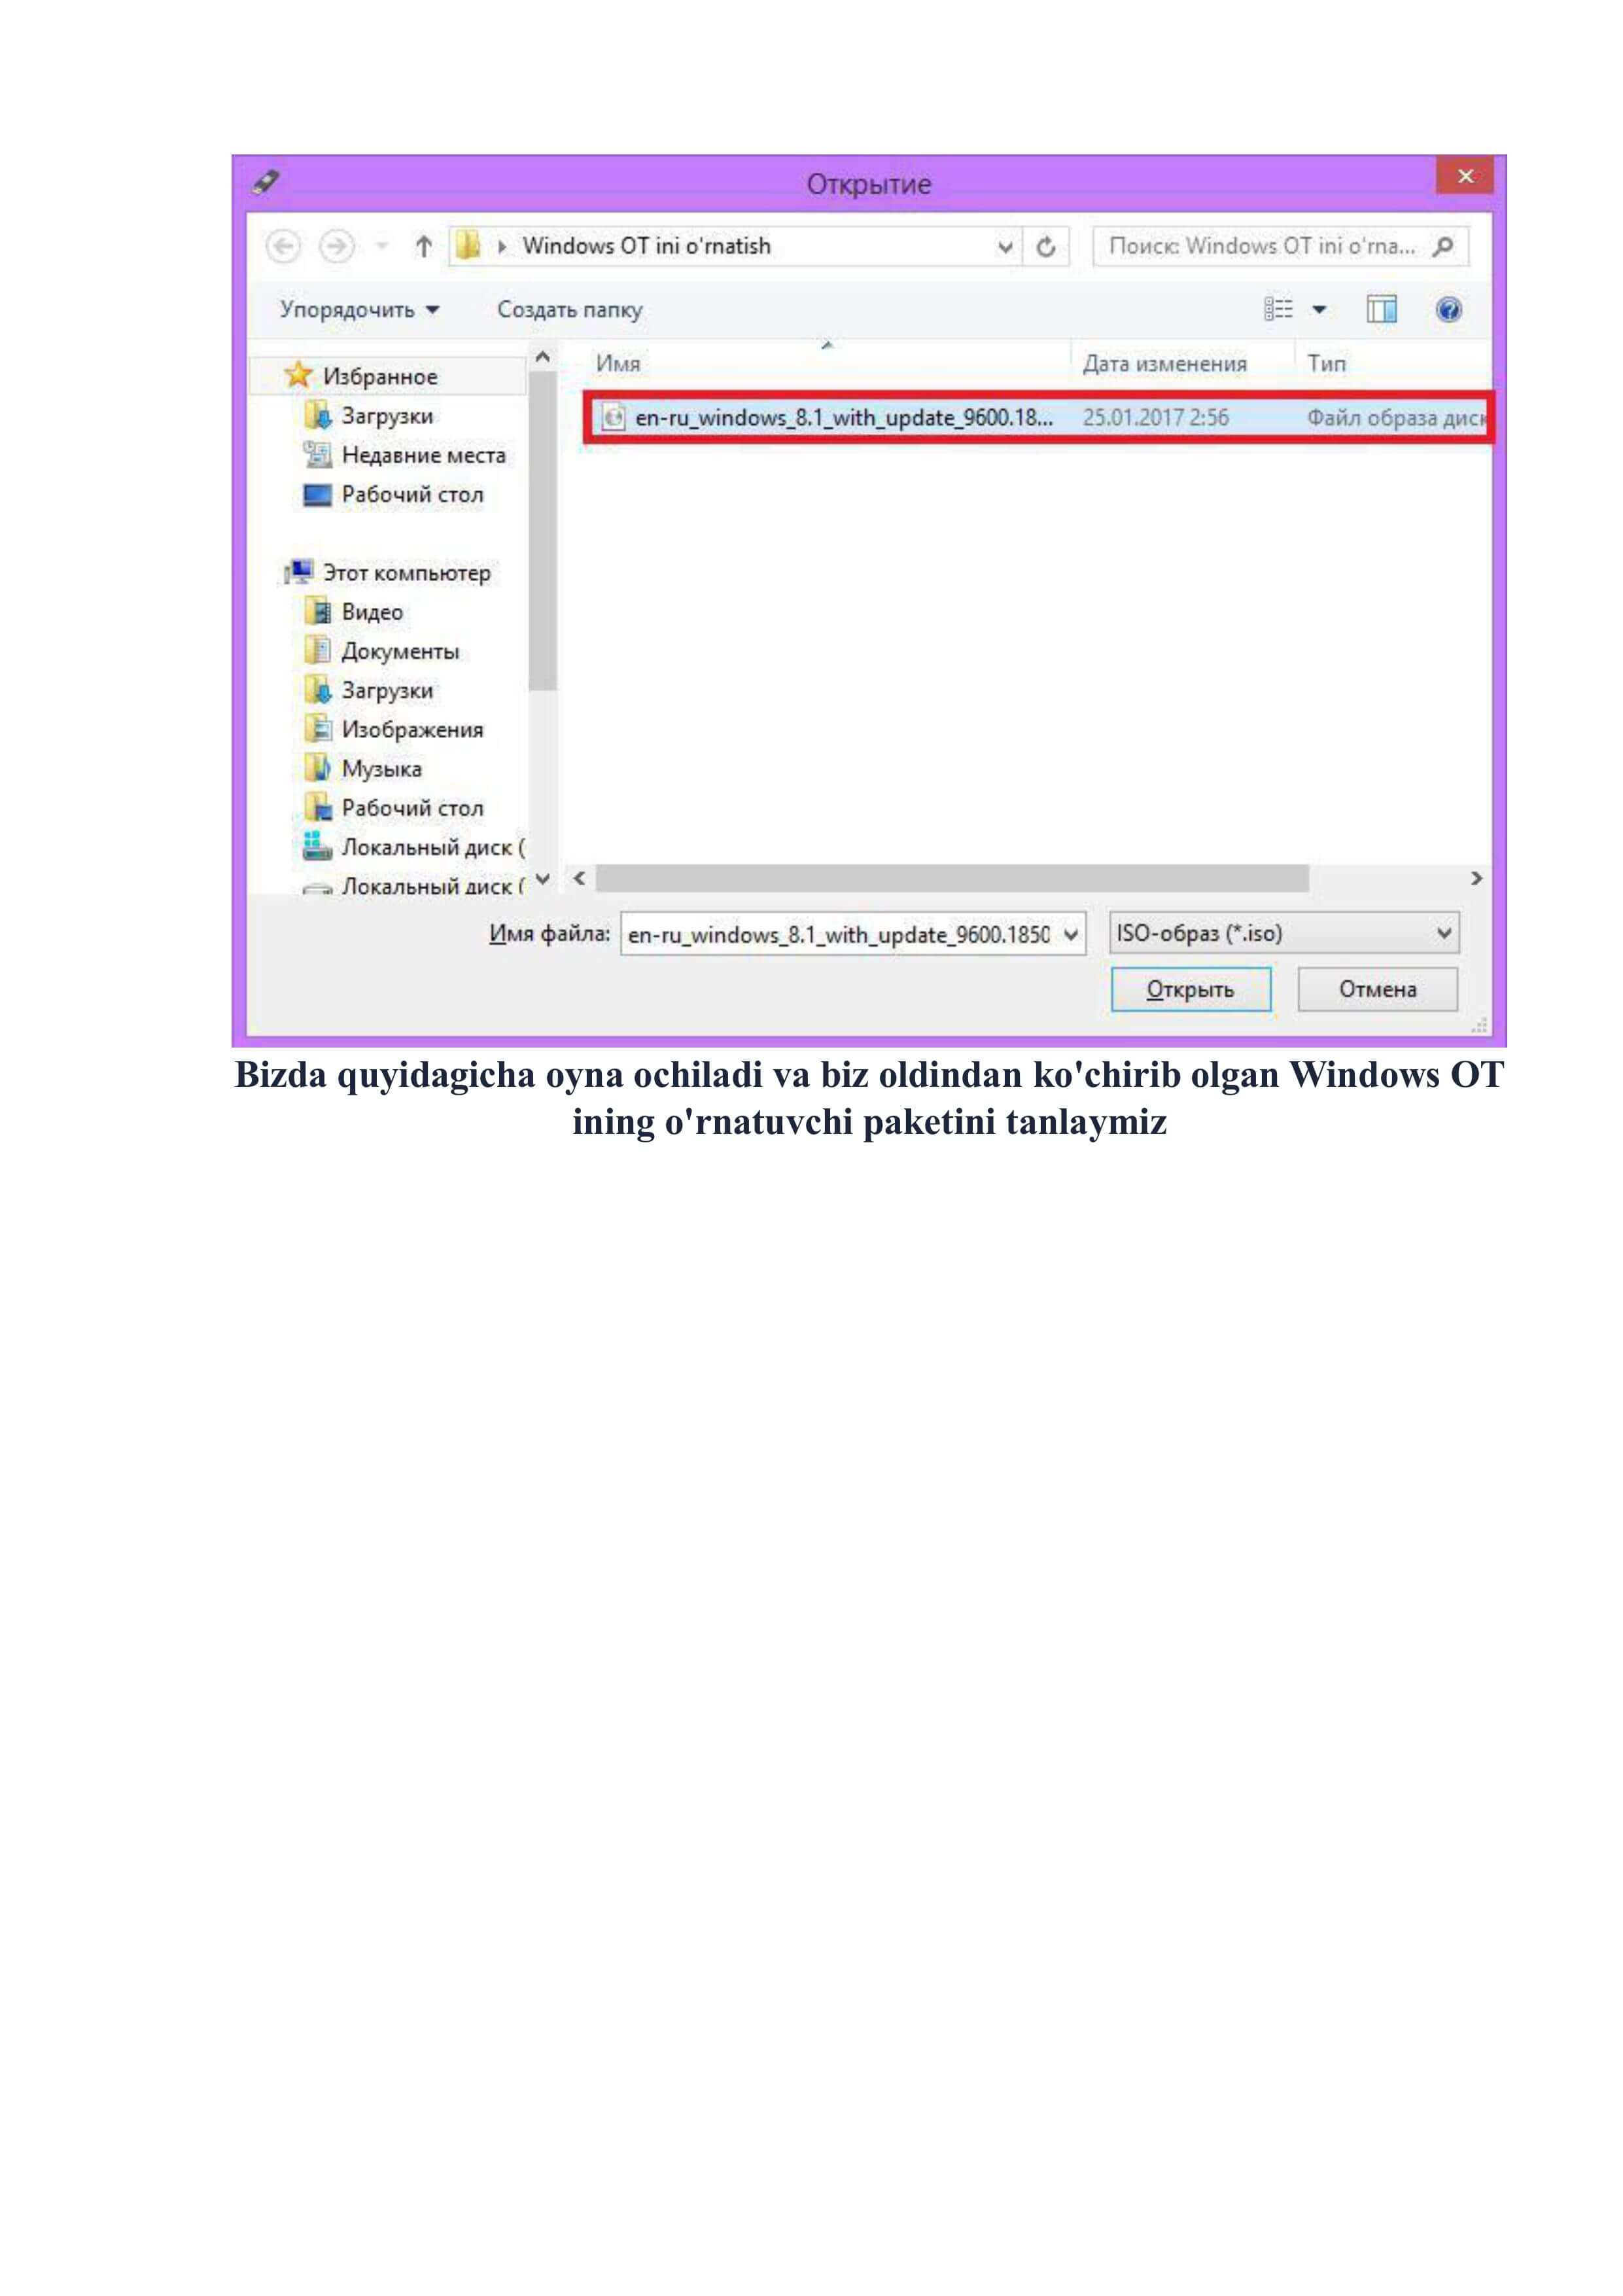 Открытие
Windows OT ini o'rnatish
Поиск: Windows OT ini o'rna...
Упорядочить
Создать папку
Имя
Дата изменения
Тип
Избранное
en-ru_windows_8.1_with_update_9600.18...
25.01.2017 2:56
Файл образа диск
Загрузки
Недавние места
Рабочий стол
Этот компьютер
Видео
Документы
Загрузки
Изображения
Музыка
Рабочий стол
Локальный диск (
Локальный диск (
Имя файла:
en-ru_windows_8.1_with_update_9600.1850
ISO-образ (*.iso)
Открыть
Отмена
Bizda quyidagicha oyna ochiladi va biz oldindan ko'chirib olgan Windows OT
ining o'rnatuvchi paketini tanlaymiz